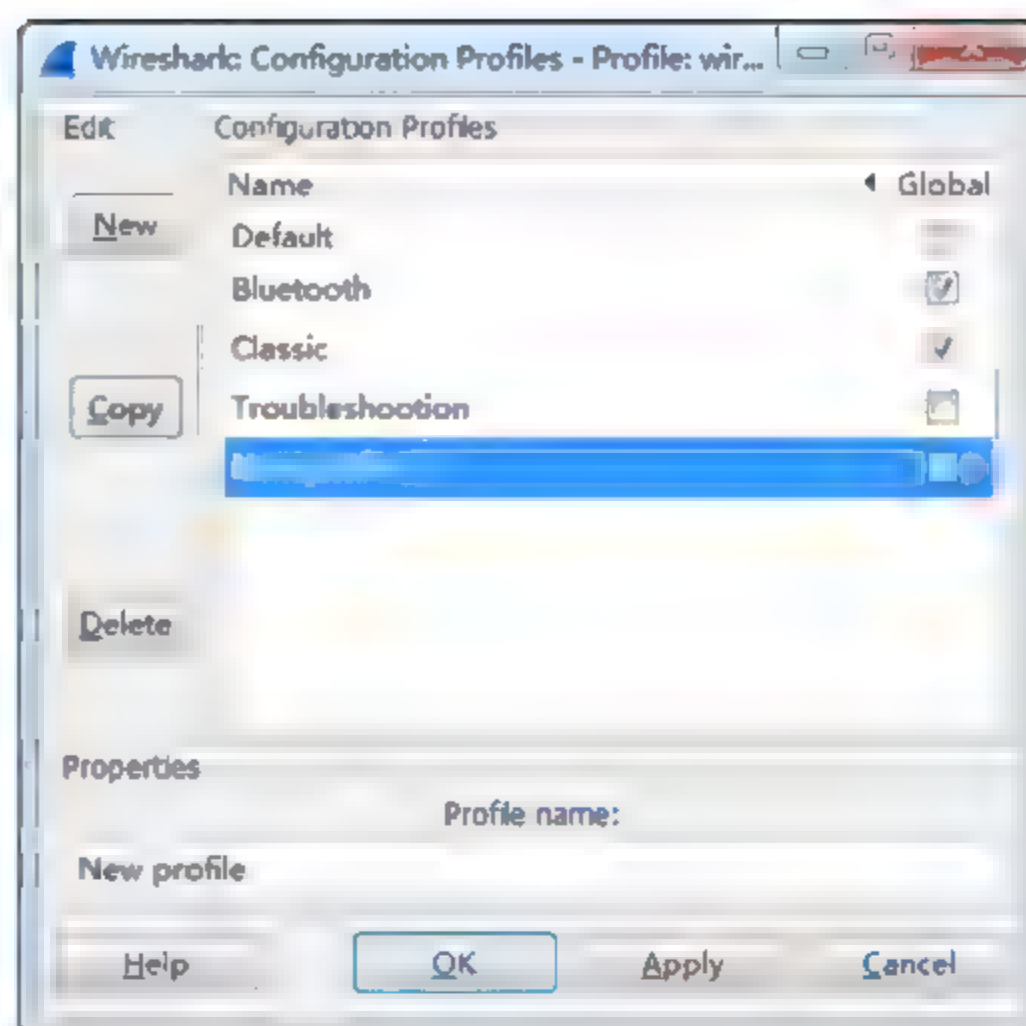 Wireshark: Configuration Profiles - Profile: wir...
Edit
Configuration Profiles
Name
Global
New
Default
Bluetooth
Classic
Copy
Troubleshootion
Delete
Properties
Profile name:
New profile
Help
OK
Apply
Cancel